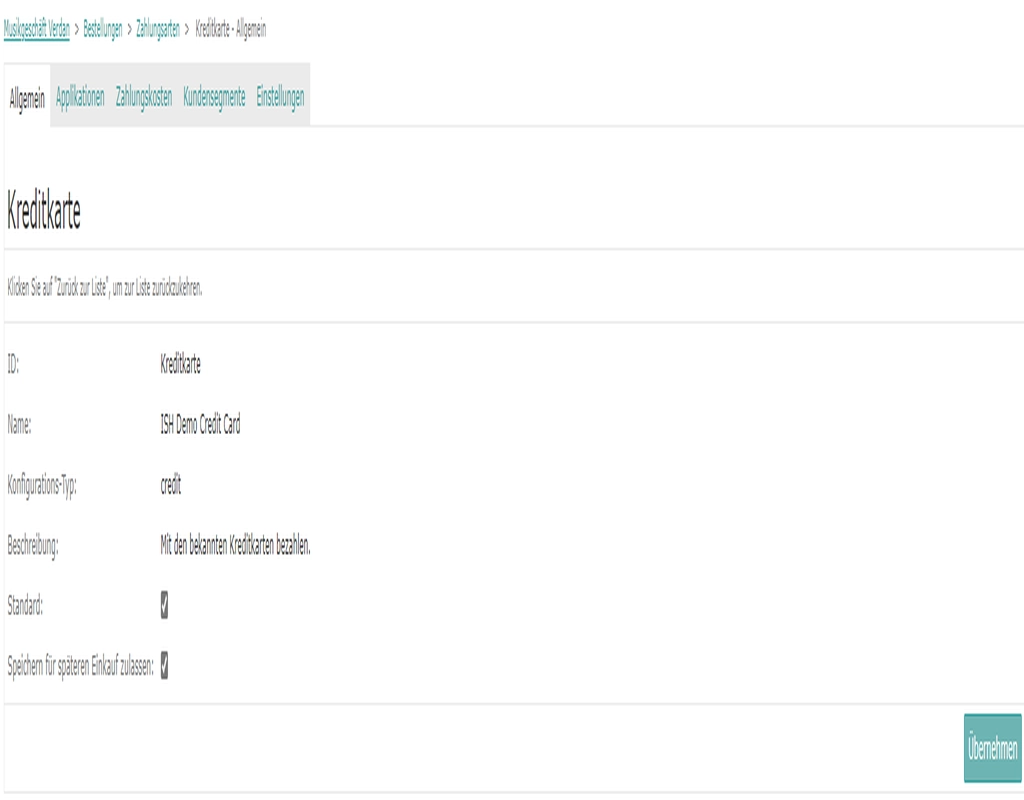 Musikgeschäft Verdan > Bestellungen > Zahlungsarten > Kreditkarte - Allgemein
Allgemein Applikationen Zahlungskosten Kundensegmente Einstellungen
Kreditkarte
Klicken Sie auf "Zurück zur Liste", um zur Liste zurückzukehren.
ID: Kreditkarte
Name: ISH Demo Credit Card
Konfigurations-Typ: credit
Beschreibung: Mit den bekannten Kreditkarten bezahlen.
Standard:
Speichern für späteren Einkauf zulassen:
Übernehmen